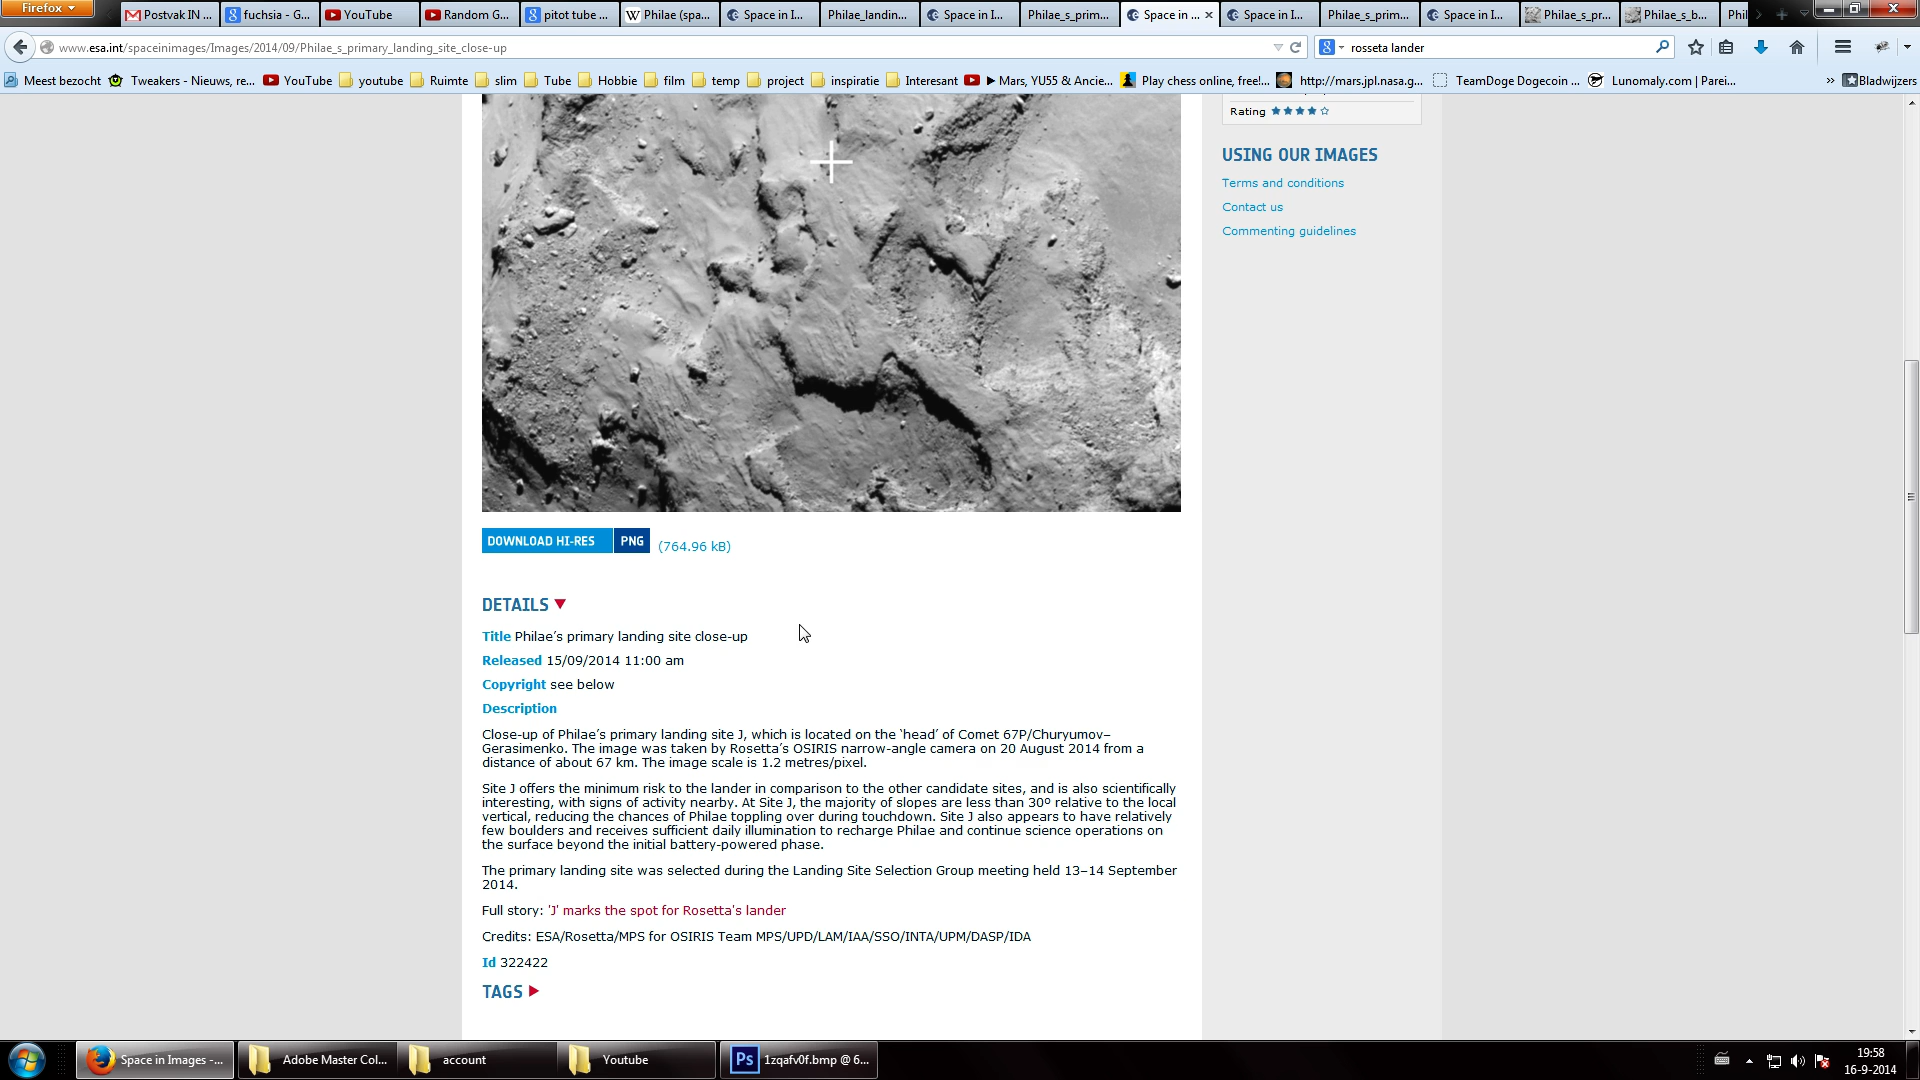 Firefox
Postvak IN ...
fuchsia - G...
YouTube
Random G...
pitot tube ...
Philae (spa...
Space in I...
Philae_landin...
Space in I...
Philae_s_prim...
Space in ...
Space in I...
Philae_s_prim...
Space in I...
Philae_s_pr...
Philae_s_b...
Phil
www.esa.int/spaceinimages/Images/2014/09/Philae_s_primary_landing_site_close-up
rosseta lander
Meest bezocht
Tweakers - Nieuws, re...
YouTube
youtube
Ruimte
slim
Tube
Hobbie
film
temp
project
inspiratie
Interesant
▶ Mars, YU55 & Ancie...
Play chess online, free!...
http://mars.jpl.nasa.g...
TeamDoge Dogecoin ...
Lunomaly.com | Parei...
»
Bladwijzers
Rating
USING OUR IMAGES
Terms and conditions
Contact us
Commenting guidelines
DOWNLOAD HI-RES PNG (764.96 kB)
DETAILS
Title Philae's primary landing site close-up
Released 15/09/2014 11:00 am
Copyright see below
Description
Close-up of Philae's primary landing site J, which is located on the 'head' of Comet 67P/Churyumov–
Gerasimenko. The image was taken by Rosetta's OSIRIS narrow-angle camera on 20 August 2014 from a
distance of about 67 km. The image scale is 1.2 metres/pixel.
Site J offers the minimum risk to the lander in comparison to the other candidate sites, and is also scientifically
interesting, with signs of activity nearby. At Site J, the majority of slopes are less than 30º relative to the local
vertical, reducing the chances of Philae toppling over during touchdown. Site J also appears to have relatively
few boulders and receives sufficient daily illumination to recharge Philae and continue science operations on
the surface beyond the initial battery-powered phase.
The primary landing site was selected during the Landing Site Selection Group meeting held 13–14 September
2014.
Full story: 'J' marks the spot for Rosetta's lander
Credits: ESA/Rosetta/MPS for OSIRIS Team MPS/UPD/LAM/IAA/SSO/INTA/UPM/DASP/IDA
Id 322422
TAGS
Space in Images -...
Adobe Master Col...
account
Youtube
Ps 1zqafv0f.bmp @ 6...
19:58
16-9-2014